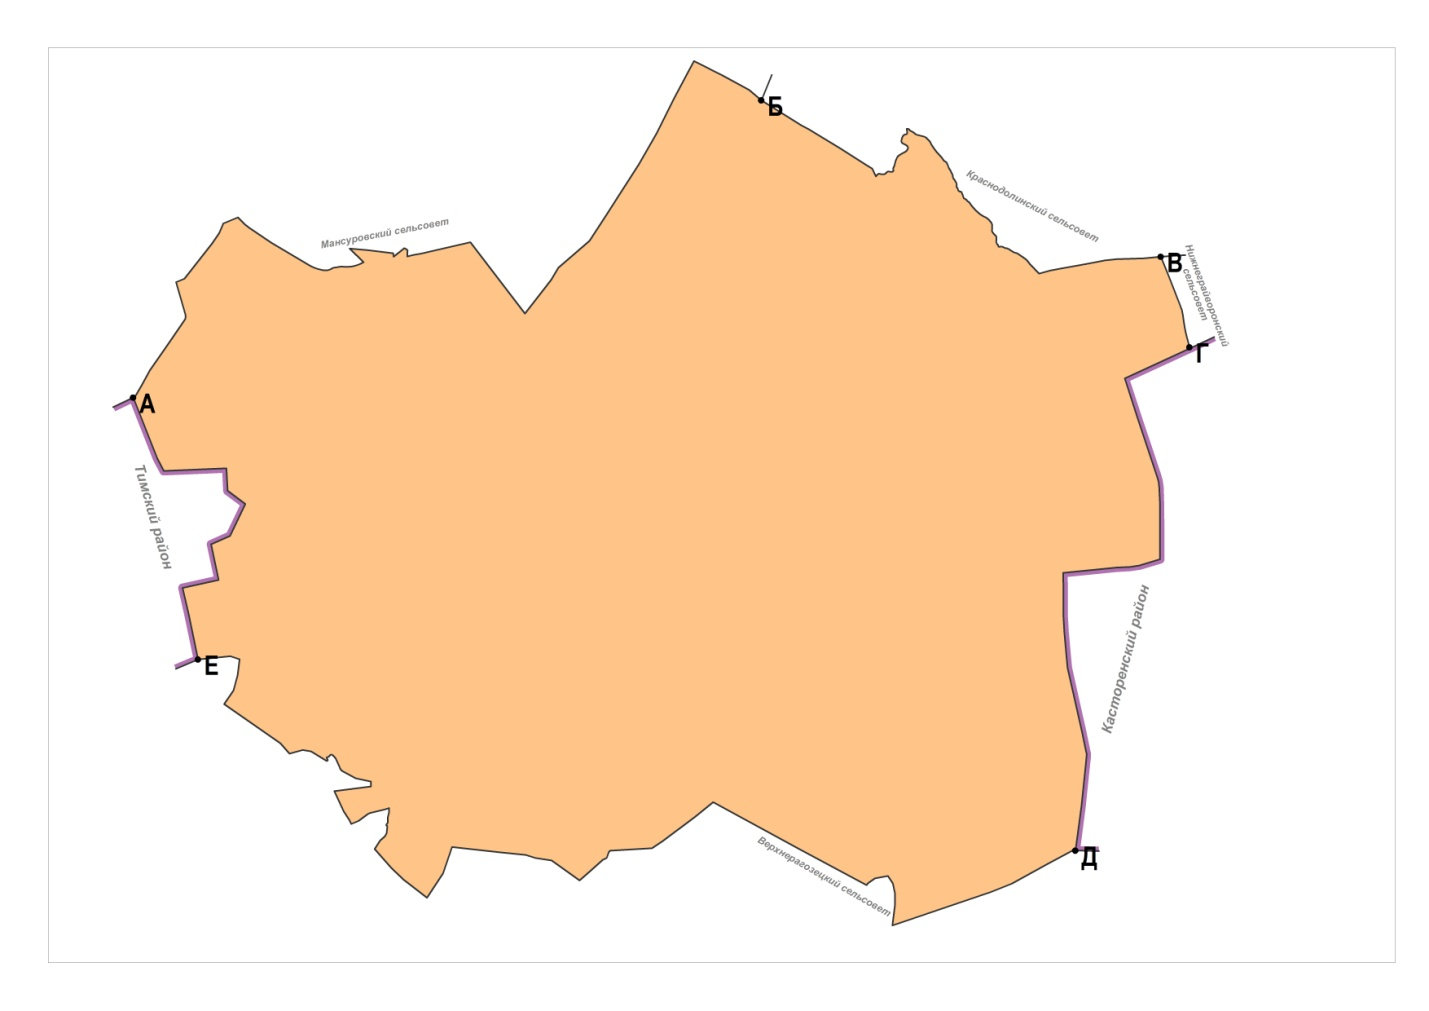 Б
Краснодолинский сельсовет
Мансуровский сельсовет
В
Нижнеграйворонский
сельсовет
Г
А
Тимский район
Касторенский район
Е
Верхнерагозецкий сельсовет
Д